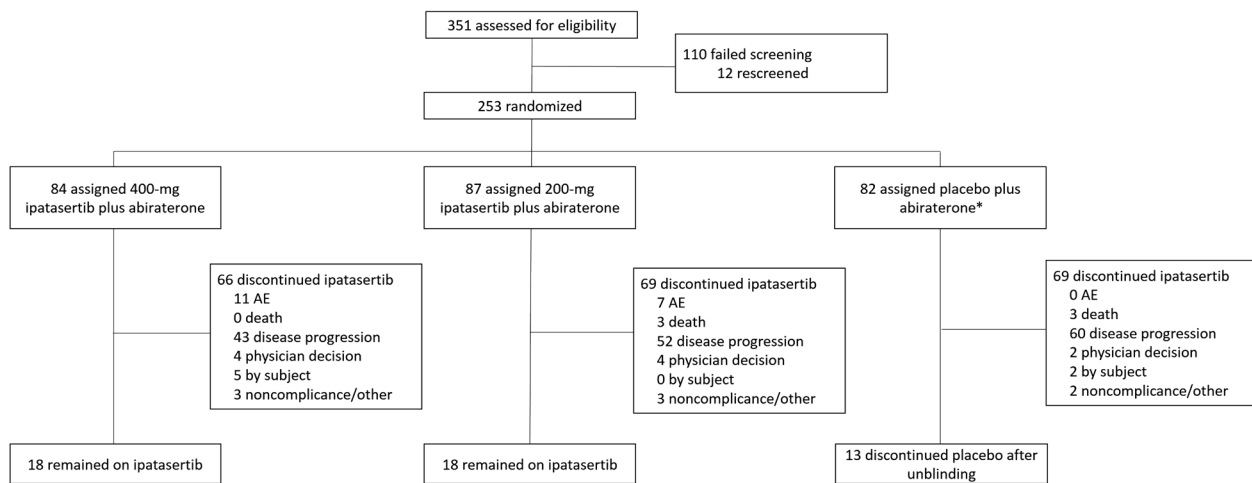 351 assessed for eligibility
110 failed screening
12 rescreened
253 randomized
84 assigned 400-mg
ipatasertib plus abiraterone
87 assigned 200-mg
ipatasertib plus abiraterone
82 assigned placebo plus
abiraterone*
66 discontinued ipatasertib
11 AE
0 death
43 disease progression
4 physician decision
5 by subject
3 noncomplicance/other
69 discontinued ipatasertib
7 AE
3 death
52 disease progression
4 physician decision
0 by subject
3 noncomplicance/other
69 discontinued ipatasertib
0 AE
3 death
60 disease progression
2 physician decision
2 by subject
2 noncomplicance/other
18 remained on ipatasertib
18 remained on ipatasertib
13 discontinued placebo after
unblinding